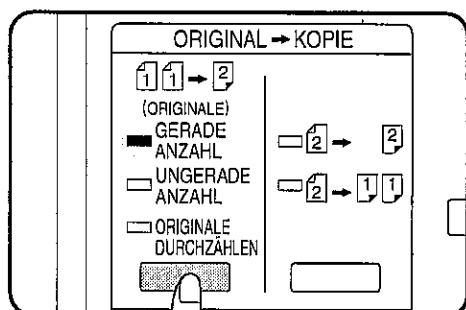 ORIGINAL → KOPIE
1 1 → 2
(ORIGINALE)
GERADE
ANZAHL
UNGERADE
ANZAHL
ORIGINALE
DURCHZÄHLEN
2 → 2
2 → 1 1